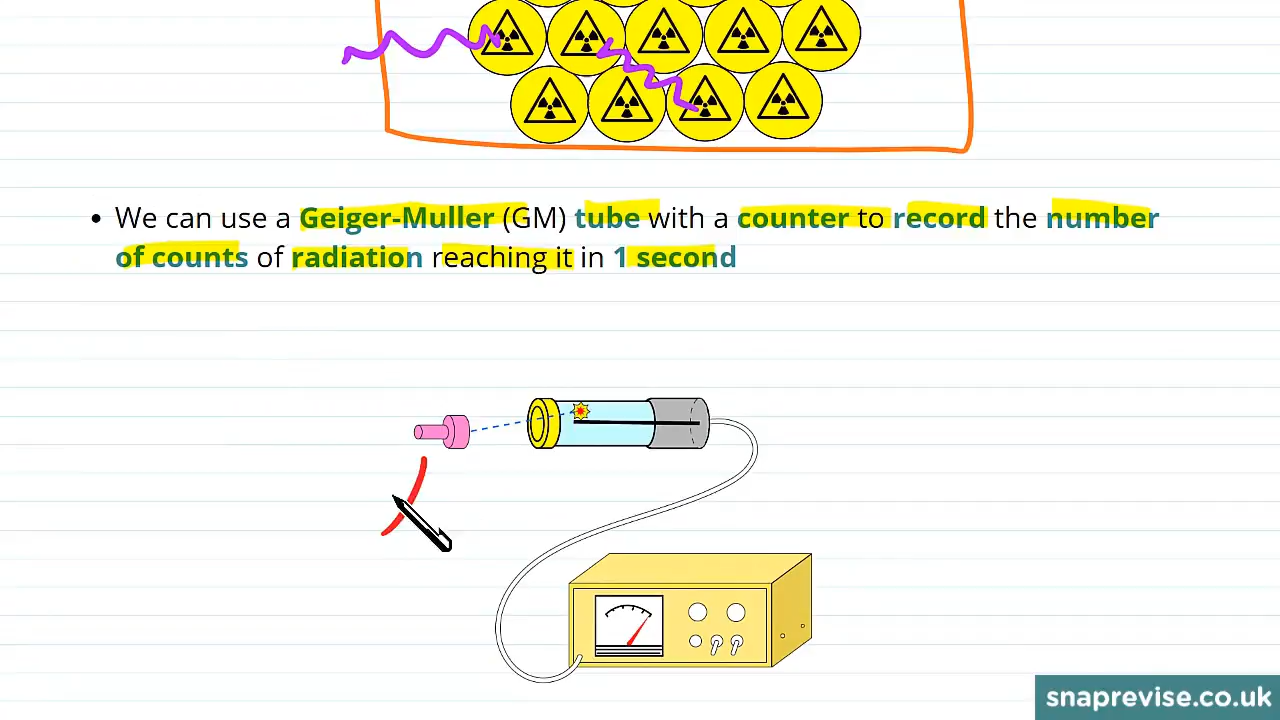 • We can use a Geiger-Muller (GM) tube with a counter to record the number
of counts of radiation reaching it in 1 second
snaprevise.co.uk